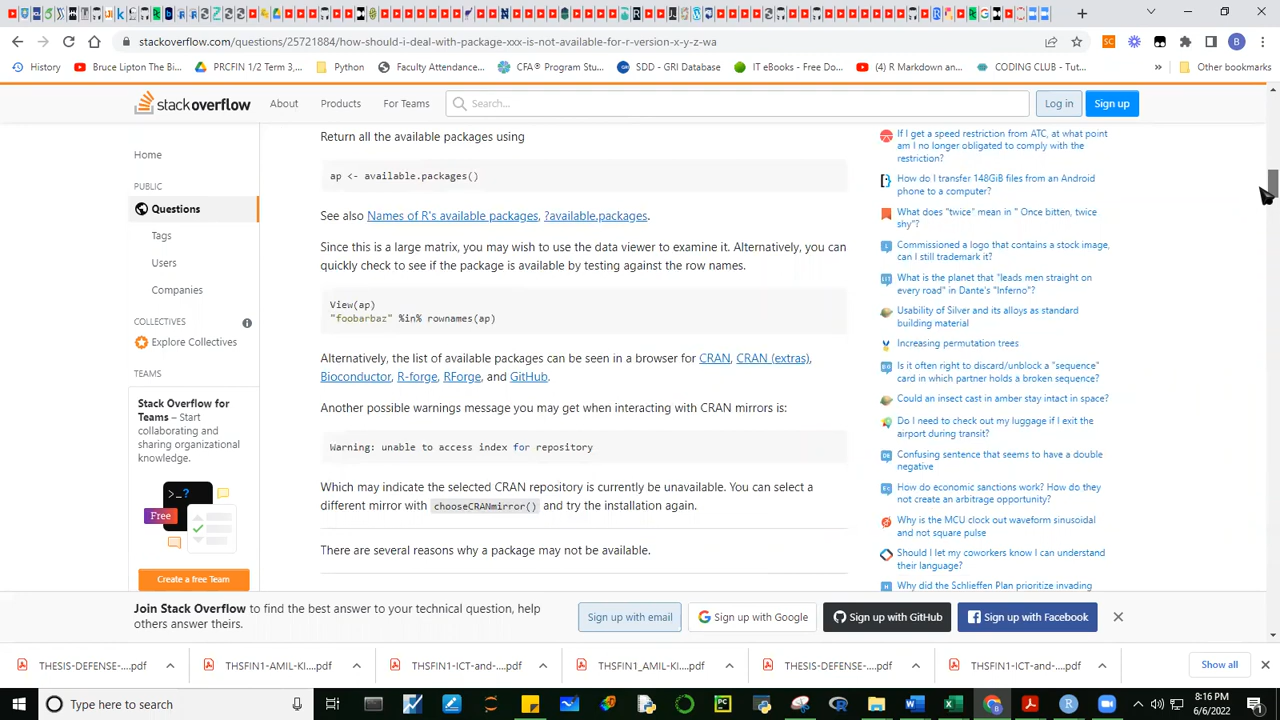 stackoverflow.com/questions/25721884/how-should-i-deal-with-package-xxx-is-not-available-for-r-version-x-y-z-wa
B
History
Bruce Lipton The Bi...
PRCFIN 1/2 Term 3,...
Python
Faculty Attendance...
CFA® Program Stu...
SDD - GRI Database
IT eBooks - Free Do...
(4) R Markdown an...
CODING CLUB - Tut...
»
Other bookmarks
stackoverflow
About
Products
For Teams
Search...
Log in
Sign up
Home
PUBLIC
Questions
Tags
Users
Companies
COLLECTIVES
Explore Collectives
TEAMS
Stack Overflow for
Teams – Start
collaborating and
sharing organizational
knowledge.
Free
Create a free Team
Return all the available packages using
ap <- available.packages()
See also Names of R's available packages, ?available.packages.
Since this is a large matrix, you may wish to use the data viewer to examine it. Alternatively, you can
quickly check to see if the package is available by testing against the row names.
View(ap)
"foobarbaz" %in% rownames(ap)
Alternatively, the list of available packages can be seen in a browser for CRAN, CRAN (extras),
Bioconductor, R-forge, RForge, and GitHub.
Another possible warnings message you may get when interacting with CRAN mirrors is:
Warning: unable to access index for repository
Which may indicate the selected CRAN repository is currently be unavailable. You can select a
different mirror with chooseCRANmirror() and try the installation again.
There are several reasons why a package may not be available.
If I get a speed restriction from ATC, at what point
am I no longer obligated to comply with the
restriction?
How do I transfer 148GiB files from an Android
phone to a computer?
What does "twice" mean in " Once bitten, twice
shy"?
Commissioned a logo that contains a stock image,
can I still trademark it?
What is the planet that "leads men straight on
every road" in Dante's "Inferno"?
Usability of Silver and its alloys as standard
building material
Increasing permutation trees
Is it often right to discard/unblock a "sequence"
card in which partner holds a broken sequence?
Could an insect cast in amber stay intact in space?
Do I need to check out my luggage if I exit the
airport during transit?
Confusing sentence that seems to have a double
negative
How do economic sanctions work? How do they
not create an arbitrage opportunity?
Why is the MCU clock out waveform sinusoidal
and not square pulse
Should I let my coworkers know I can understand
their language?
Why did the Schlieffen Plan prioritize invading
Join Stack Overflow to find the best answer to your technical question, help
others answer theirs.
Sign up with email
Sign up with Google
Sign up with GitHub
Sign up with Facebook
THESIS-DEFENSE-....pdf
THSFIN1-AMIL-KI....pdf
THSFIN1-ICT-and-....pdf
THSFIN1_AMIL-KI....pdf
THESIS-DEFENSE-....pdf
THSFIN1-ICT-and-....pdf
Show all
Type here to search
8:16 PM
6/6/2022